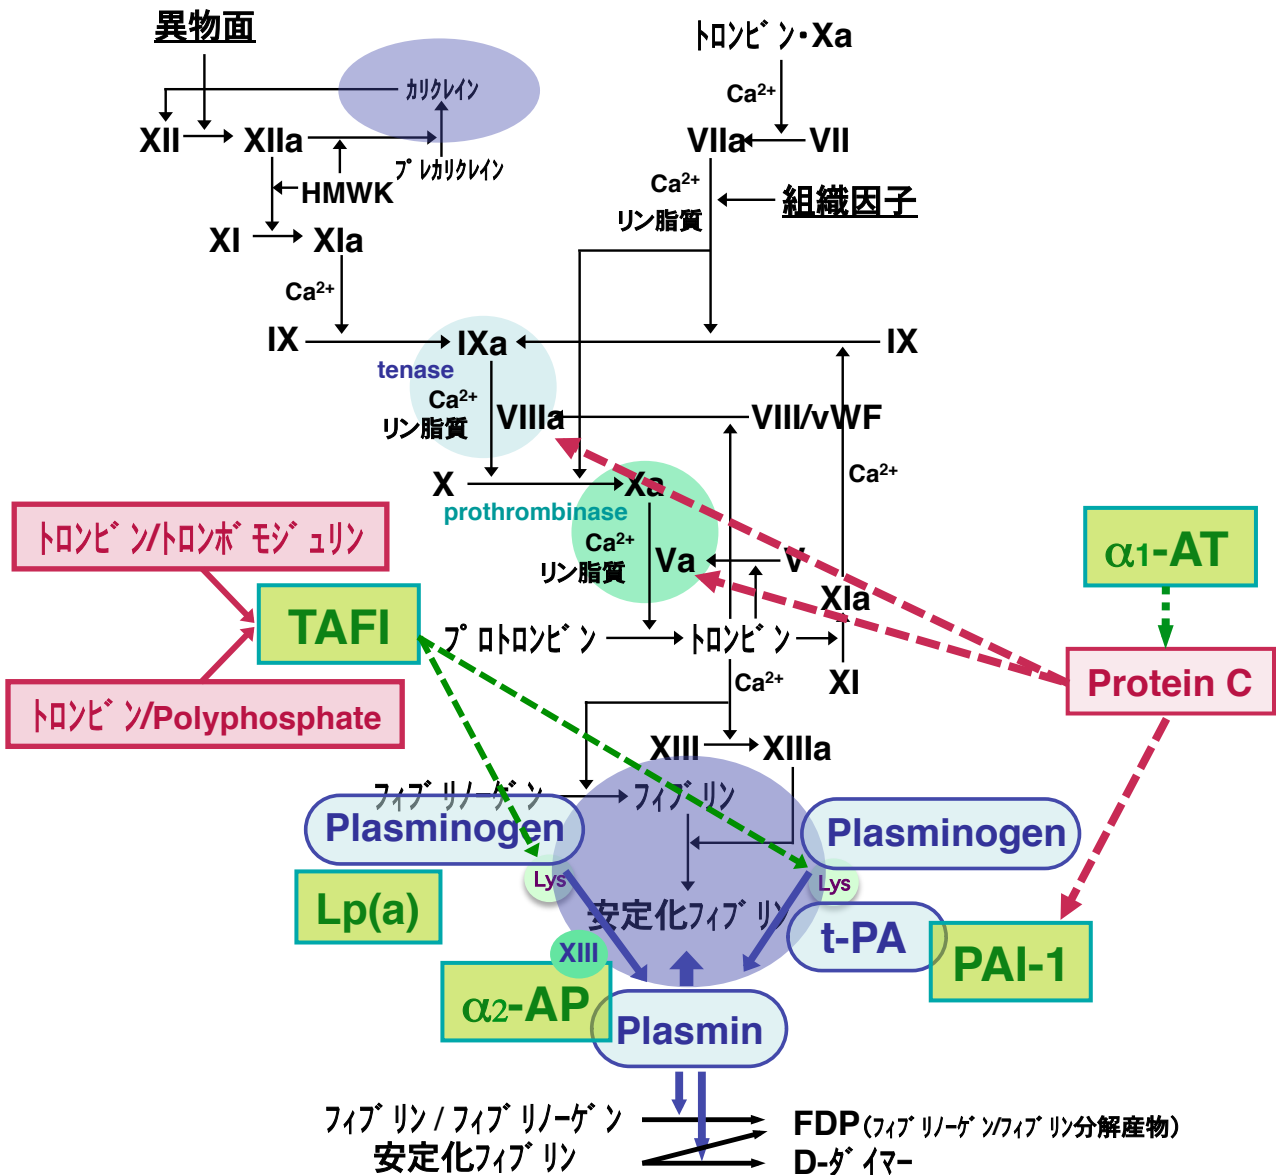 異物面
トロンビン・Xa
カリクレイン
Ca²⁺
XII
XIIa
VIIa
VII
プレカリクレイン
HMWK
Ca²⁺
組織因子
リン脂質
XI
XIa
Ca²⁺
IX
IXa
IX
tenase
Ca²⁺
リン脂質
VIIIa
VIII/vWF
Ca²⁺
X
Xa
prothrombinase
トロンビン/トロンボモジュリン
Ca²⁺
リン脂質
Va
V
α1-AT
TAFI
XIa
プロトロンビン
トロンビン
Ca²⁺
XI
Protein C
トロンビン/Polyphosphate
XIII
XIIIa
フィブリノーゲン
フィブリン
Plasminogen
Plasminogen
Lys
Lys
Lp(a)
安定化フィブリン
t-PA
PAI-1
XIII
α2-AP
Plasmin
フィブリン / フィブリノーゲン
FDP（フィブリノーゲン/フィブリン分解産物）
安定化フィブリン
D-ダイマー